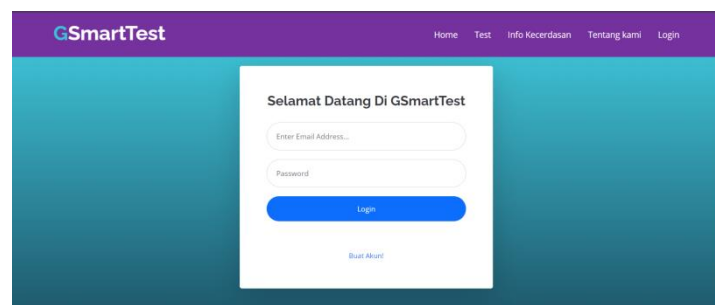 GSmartTest
Home Test Info Kecerdasan Tentang kami Login
Selamat Datang Di GSmartTest
Enter Email Address...
Password
Login
Buat Akun!